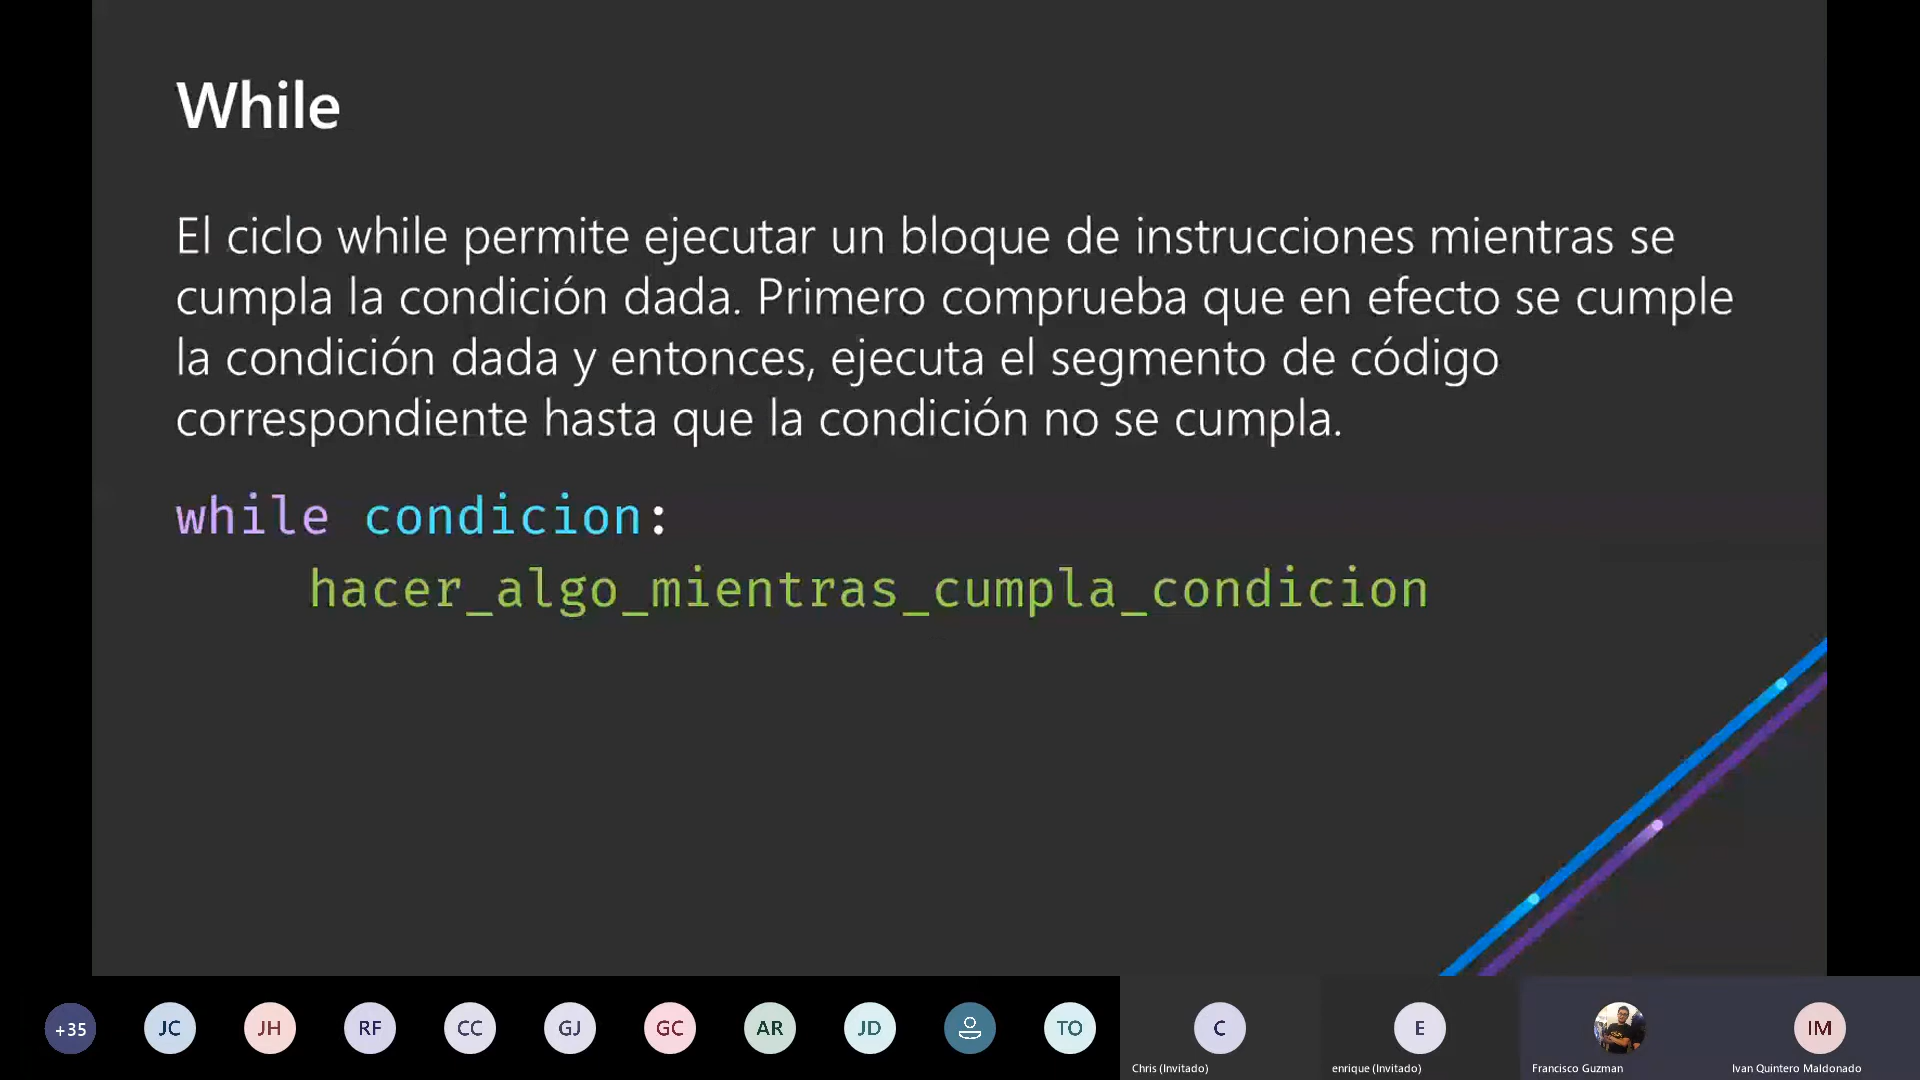 While
El ciclo while permite ejecutar un bloque de instrucciones mientras se
cumpla la condición dada. Primero comprueba que en efecto se cumple
la condición dada y entonces, ejecuta el segmento de código
correspondiente hasta que la condición no se cumpla.
while condicion:
hacer_algo_mientras_cumpla_condicion
+35 JC JH RF CC GJ GC AR JD TO C E IM
Chris (Invitado) enrique (Invitado) Francisco Guzman Ivan Quintero Maldonado